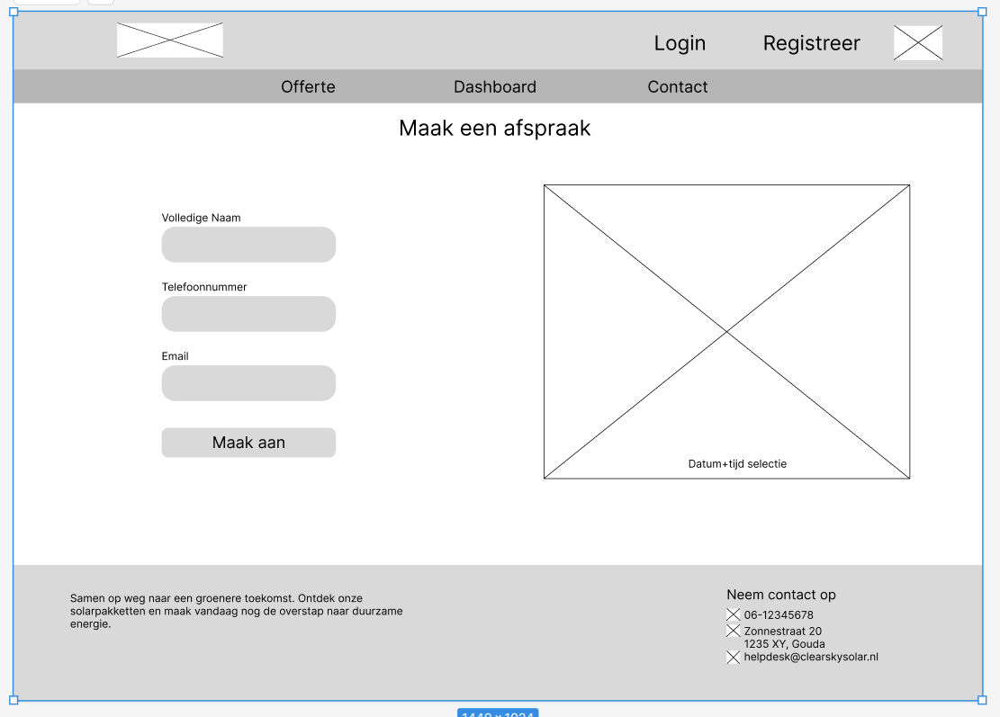 Login
Registreer
Offerte
Dashboard
Contact
Maak een afspraak
Volledige Naam
Telefoonnummer
Email
Maak aan
Datum+tijd selectie
Samen op weg naar een groenere toekomst. Ontdek onze
solarpakketten en maak vandaag nog de overstap naar duurzame
energie.
Neem contact op
06-12345678
Zonnestraat 20
1235 XY, Gouda
helpdesk@clearskysolar.nl
1440 x 1024